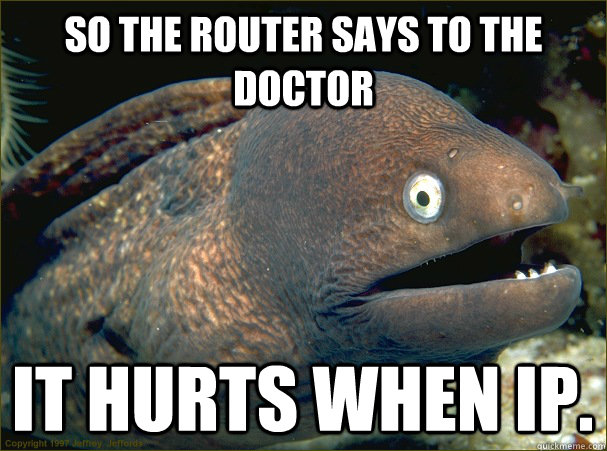 SO THE ROUTER SAYS TO THE
DOCTOR
IT HURTS WHEN IP.
Copyright 1997 Jeffrey Jeffords
quickmeme.com